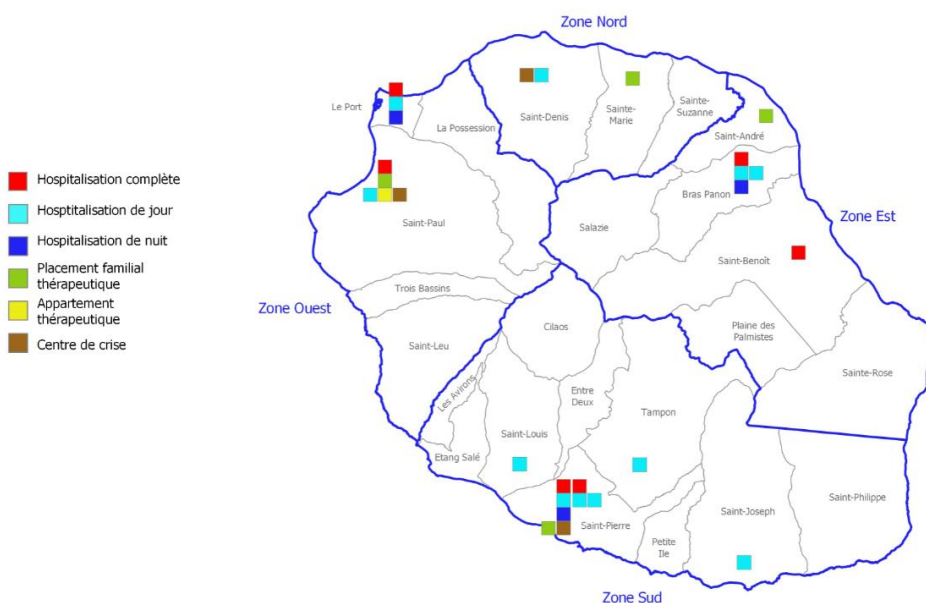 Zone Nord
Le Port
La Possession
Saint-Denis
Sainte-
Marie
Sainte-
Suzanne
Saint-André
Hospitalisation complète
Hosptitalisation de jour
Hospitalisation de nuit
Placement familial
thérapeutique
Appartement
thérapeutique
Centre de crise
Bras Panon
Saint-Paul
Salazie
Zone Est
Saint-Benoît
Trois Bassins
Zone Ouest
Cilaos
Plaine des
Palmistes
Saint-Leu
Sainte-Rose
Les Avirons
Entre
Deux
Tampon
Saint-Louis
Etang Salé
Saint-Philippe
Saint-Joseph
Saint-Pierre
Petite
Ile
Zone Sud